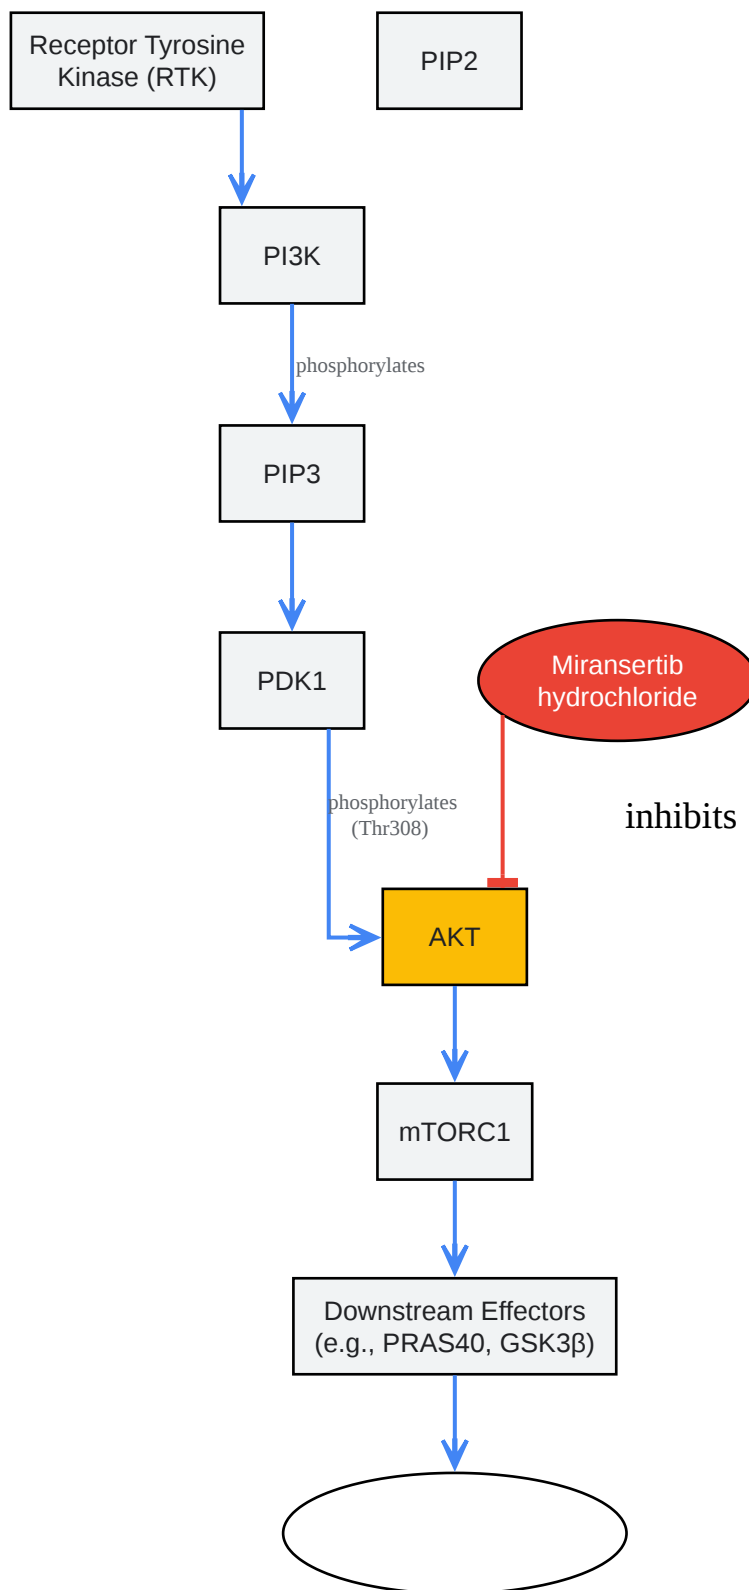 Receptor Tyrosine
Kinase (RTK)
PIP2
PI3K
phosphorylates
PIP3
PDK1
Miransertib
hydrochloride
phosphorylates
(Thr308)
inhibits
AKT
mTORC1
Downstream Effectors
(e.g., PRAS40, GSK3β)